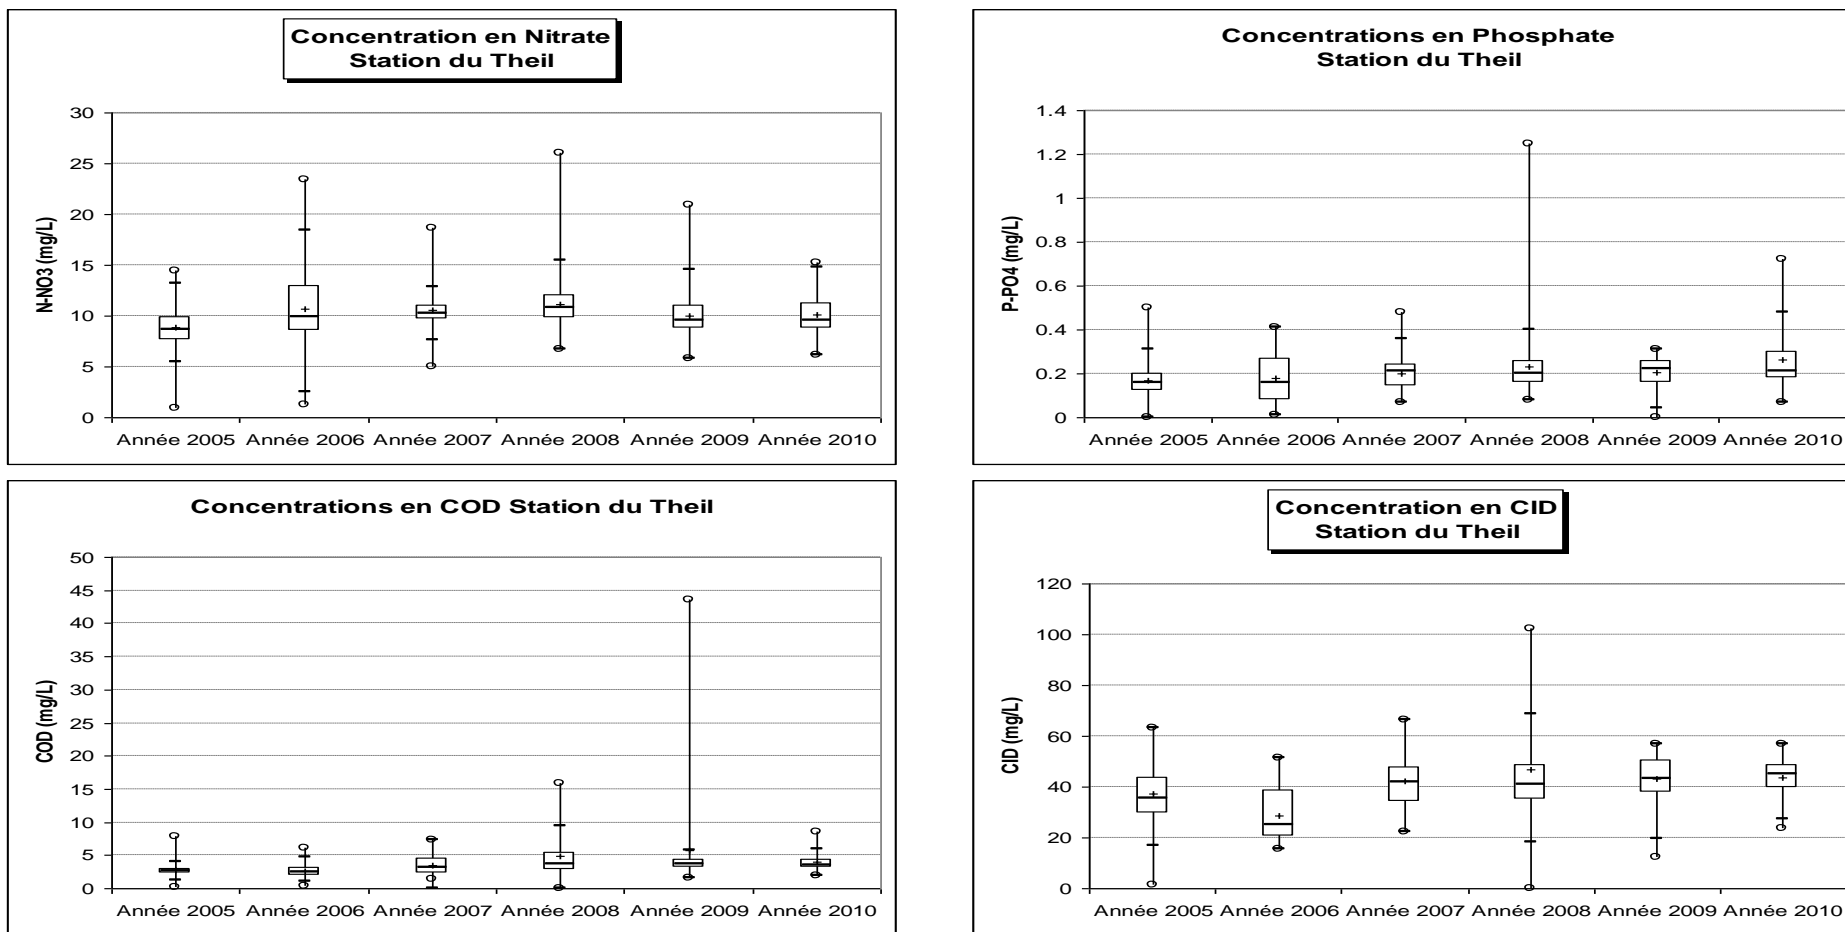 Concentration en Nitrate
Station du Theil
30
25
20
15
10
5
0
N-NO3 (mg/L)
Année 2005 Année 2006 Année 2007 Année 2008 Année 2009 Année 2010
Concentrations en Phosphate
Station du Theil
1.4
1.2
1
0.8
0.6
0.4
0.2
0
P-PO4 (mg/L)
Année 2005 Année 2006 Année 2007 Année 2008 Année 2009 Année 2010
Concentrations en COD Station du Theil
50
45
40
35
30
25
20
15
10
5
0
COD (mg/L)
Année 2005 Année 2006 Année 2007 Année 2008 Année 2009 Année 2010
Concentration en CID
Station du Theil
120
100
80
60
40
20
0
CID (mg/L)
Année 2005 Année 2006 Année 2007 Année 2008 Année 2009 Année 2010